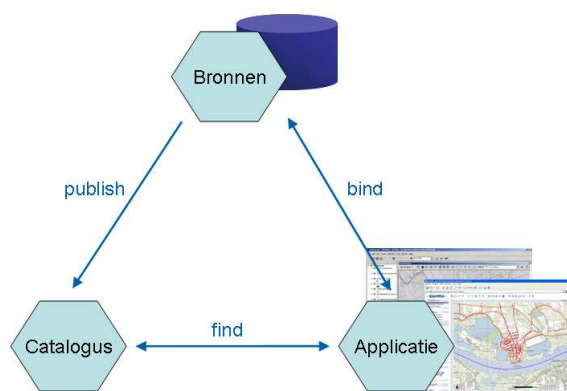 Bronnen
publish
bind
find
Catalogus
Applicatie